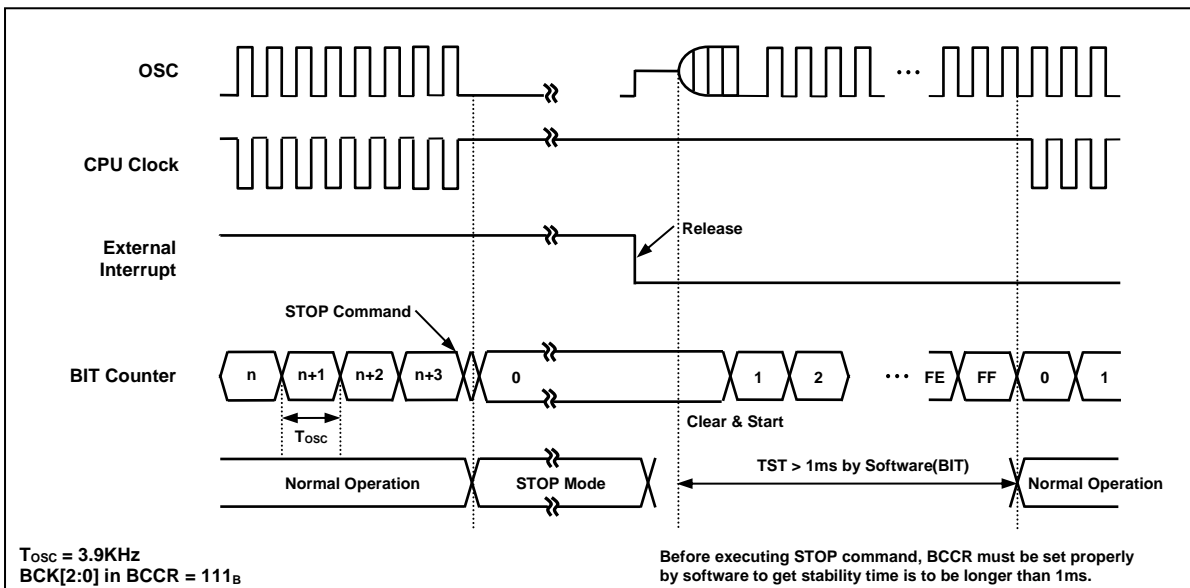 OSC
...
CPU Clock
Release
External
Interrupt
STOP Command
BIT Counter
n n+1 n+2 n+3 0 1 2 ... FE FF 0 1
TOSC
Clear & Start
Normal Operation STOP Mode TST > 1ms by Software(BIT) Normal Operation
TOSC = 3.9KHz
BCK[2:0] in BCCR = 111B
Before executing STOP command, BCCR must be set properly
by software to get stability time is to be longer than 1ms.